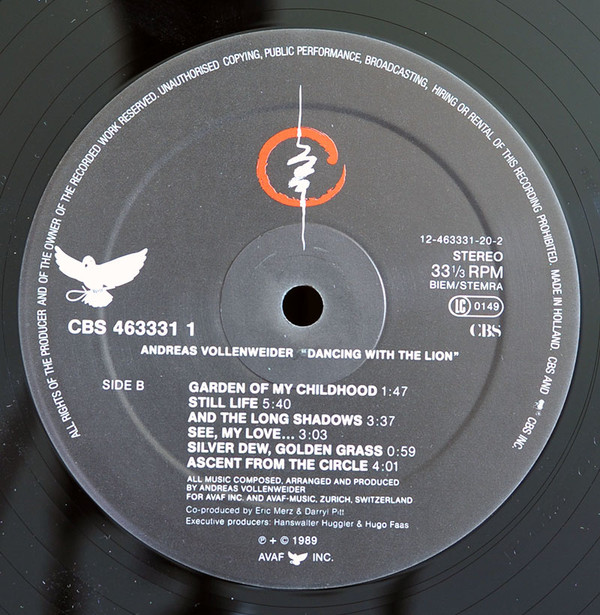 ALL RIGHTS OF THE PRODUCER AND OF THE OWNER OF THE RECORDED WORK RESERVED. UNAUTHORISED COPYING, PUBLIC PERFORMANCE, BROADCASTING, HIRING OR RENTAL OF THIS RECORDING PROHIBITED. MADE IN HOLLAND. CBS AND CBS INC.
12-463331-20-2
STEREO
33 1/3 RPM
BIEM/STEMRA
LC 0149
CBS
CBS 463331 1
ANDREAS VOLLENWEIDER "DANCING WITH THE LION"
SIDE B
GARDEN OF MY CHILDHOOD 1:47
STILL LIFE 5:40
AND THE LONG SHADOWS 3:37
SEE, MY LOVE... 3:03
SILVER DEW, GOLDEN GRASS 0:59
ASCENT FROM THE CIRCLE 4:01
ALL MUSIC COMPOSED, ARRANGED AND PRODUCED
BY ANDREAS VOLLENWEIDER
FOR AVAF INC. AND AVAF-MUSIC, ZURICH, SWITZERLAND
Co-produced by Eric Merz & Darryl Pitt
Executive producers: Hanswalter Huggler & Hugo Faas
℗ + © 1989
AVAF INC.